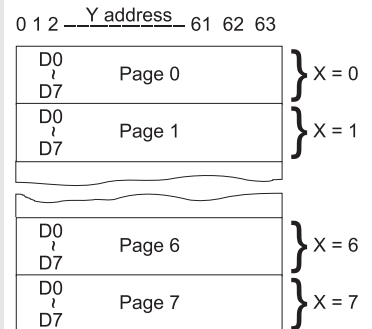 0 1 2 Y address 61 62 63
D0
~
D7
Page 0
X = 0
D0
~
D7
Page 1
X = 1
D0
~
D7
Page 6
X = 6
D0
~
D7
Page 7
X = 7